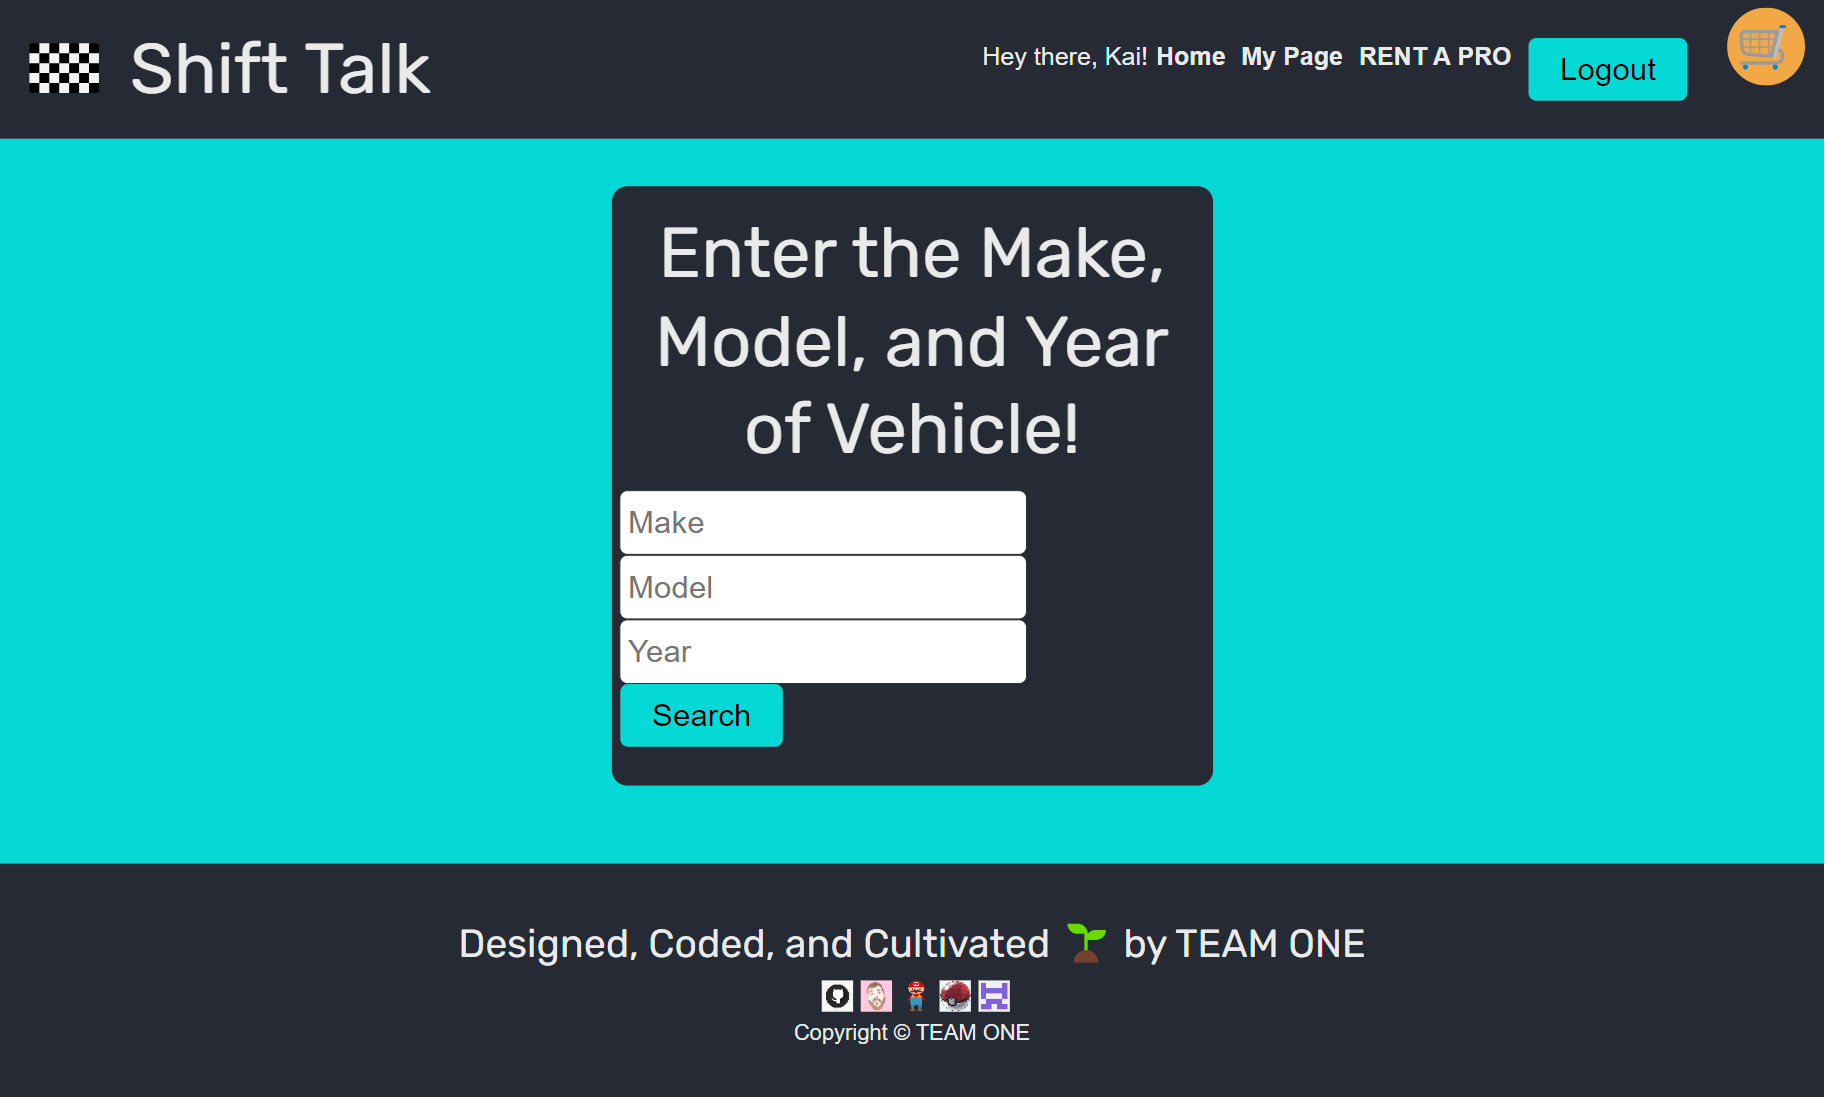 Shift Talk
Hey there, Kai! Home My Page RENT A PRO Logout
Enter the Make,
Model, and Year
of Vehicle!
Make
Model
Year
Search
Designed, Coded, and Cultivated 🌱 by TEAM ONE
Copyright © TEAM ONE